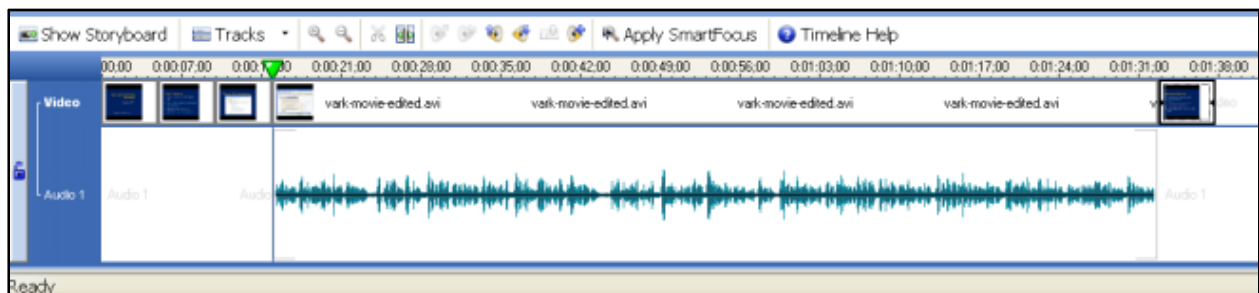 Show Storyboard Tracks Apply SmartFocus Timeline Help
00;00 0:00:07;00 0:00:21;00 0:00:28;00 0:00:35;00 0:00:42;00 0:00:49;00 0:00:56;00 0:01:03;00 0:01:10;00 0:01:17;00 0:01:24;00 0:01:31;00 0:01:38;00
Video vark-movie-edited.avi vark-movie-edited.avi vark-movie-edited.avi vark-movie-edited.avi
Audio 1 Audio 1 Audio Audio 1
Ready